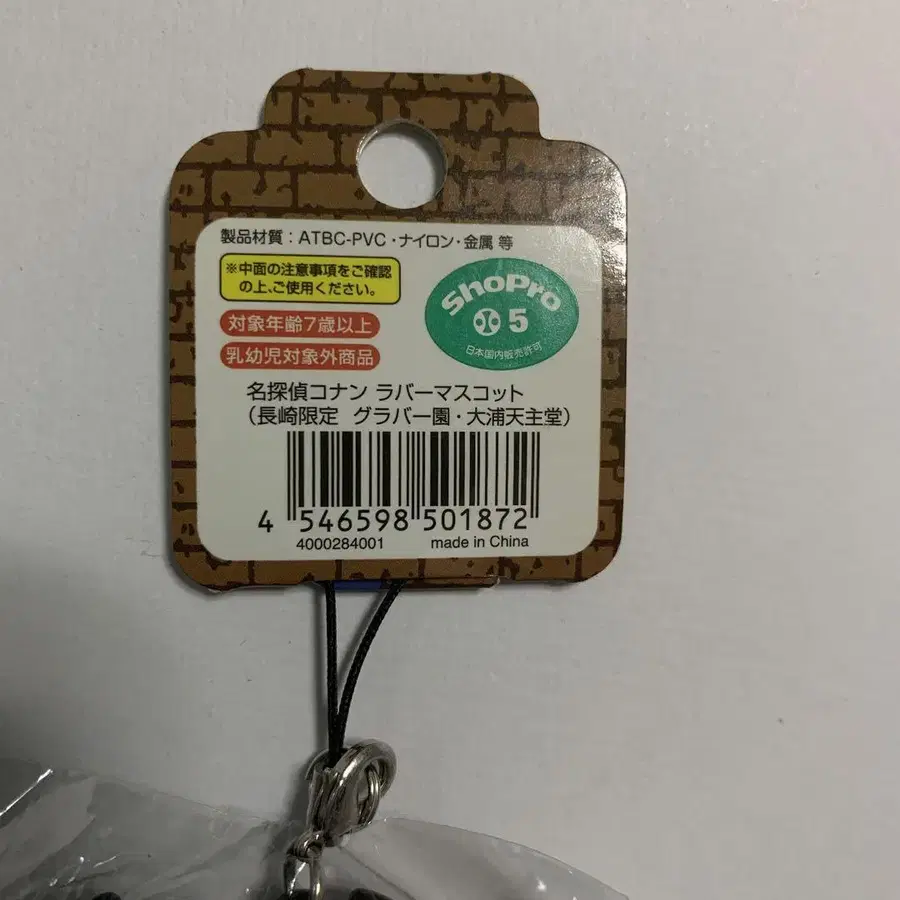 製品材質：ATBC-PVC・ナイロン・金属 等
※中面の注意事項をご確認
の上、ご使用ください。
ShoPro
5
日本国内販売許可
対象年齢7歳以上
乳幼児対象外商品
名探偵コナン ラバーマスコット
（長崎限定 グラバー園・大浦天主堂）
4 546598 501872
4000284001 made in China